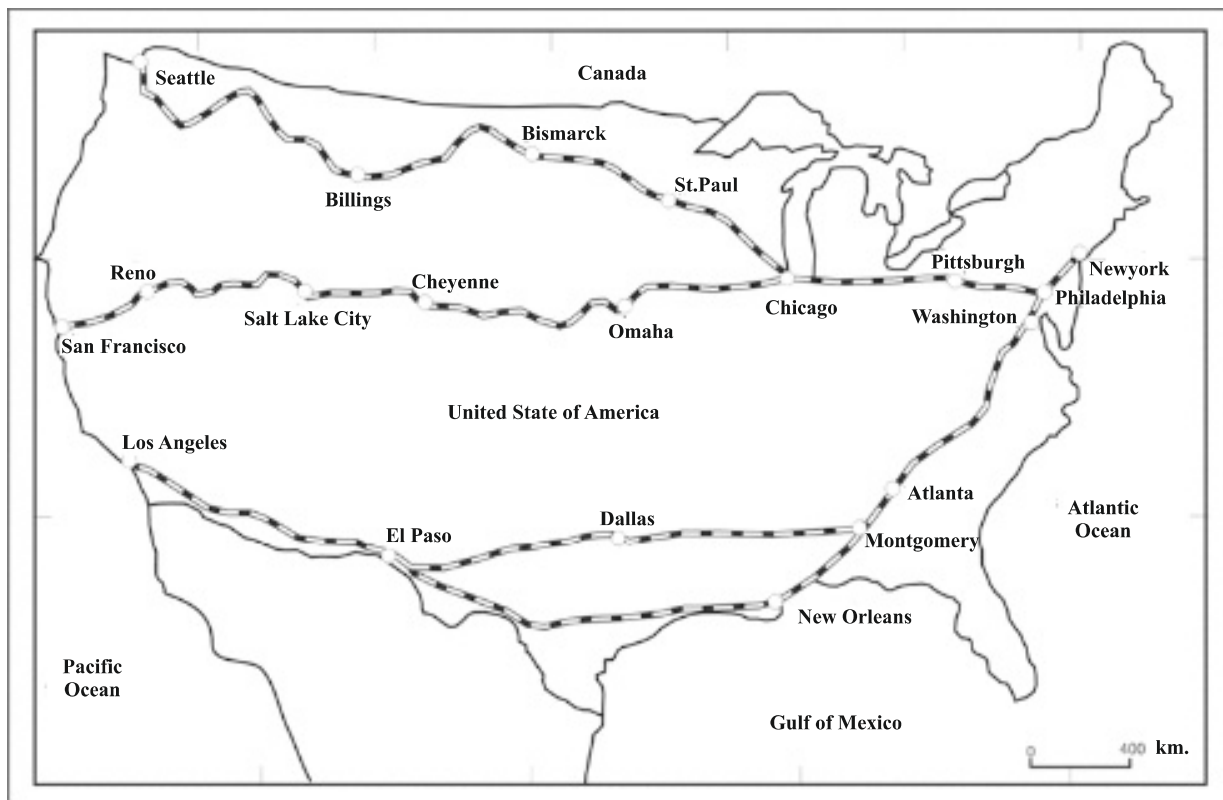 Canada
Seattle
Bismarck
St.Paul
Billings
Reno
Cheyenne
Pittsburgh
Newyork
Philadelphia
Salt Lake City
Omaha
Chicago
Washington
San Francisco
United State of America
Los Angeles
Atlanta
Dallas
El Paso
Montgomery
Atlantic
Ocean
New Orleans
Pacific
Ocean
Gulf of Mexico
0 400 km.